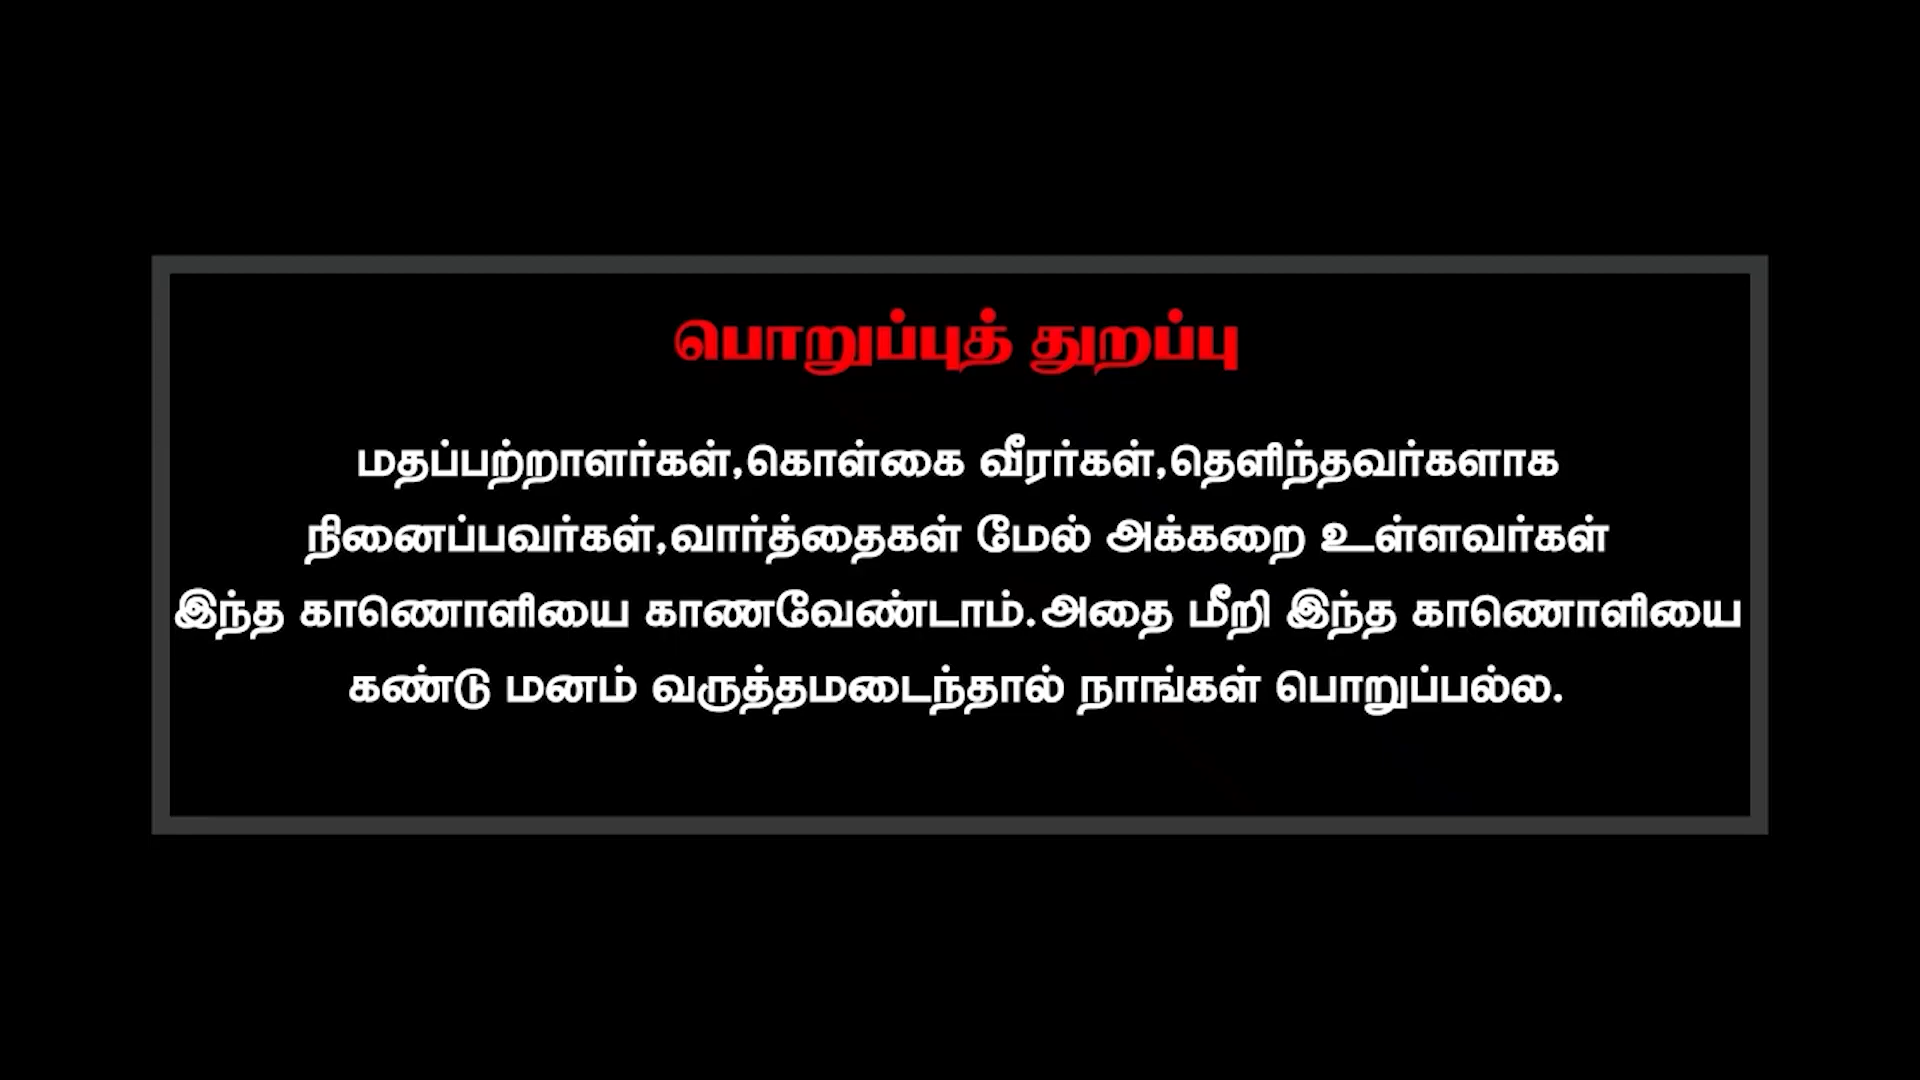 பொறுப்புத் துறப்பு
மதப்பற்றாளர்கள்,கொள்கை வீரர்கள்,தெளிந்தவர்களாக
நினைப்பவர்கள்,வார்த்தைகள் மேல் அக்கறை உள்ளவர்கள்
இந்த காணொளியை காணவேண்டாம்.அதை மீறி இந்த காணொளியை
கண்டு மனம் வருத்தமடைந்தால் நாங்கள் பொறுப்பல்ல.